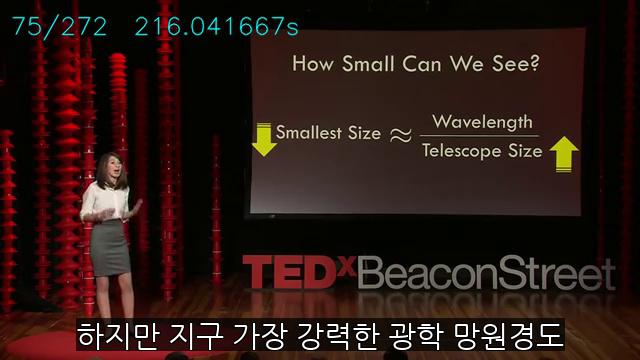 75/272 216.041667s
How Small Can We See?
Smallest Size ≈ Wavelength / Telescope Size
TEDxBeaconStreet
하지만 지구 가장 강력한 광학 망원경도